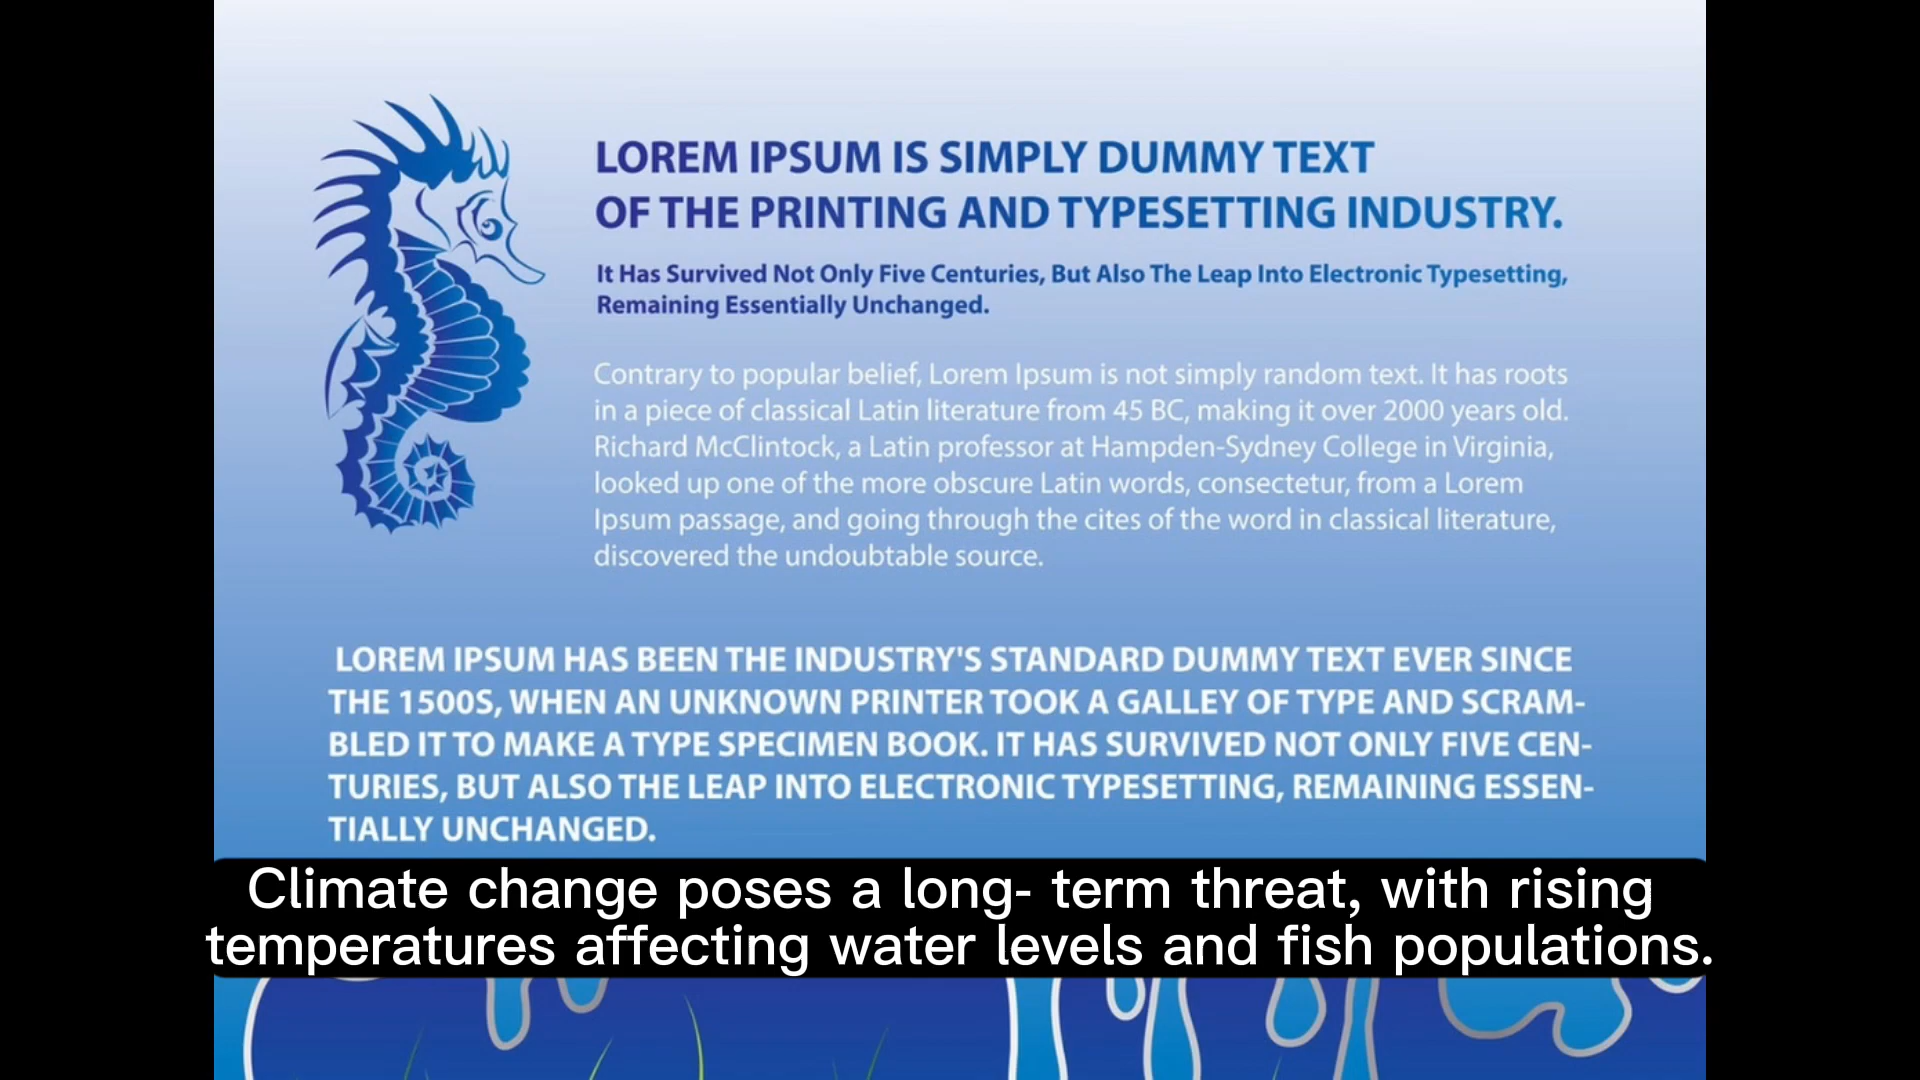 LOREM IPSUM IS SIMPLY DUMMY TEXT
OF THE PRINTING AND TYPESETTING INDUSTRY.
It Has Survived Not Only Five Centuries, But Also The Leap Into Electronic Typesetting,
Remaining Essentially Unchanged.
Contrary to popular belief, Lorem Ipsum is not simply random text. It has roots
in a piece of classical Latin literature from 45 BC, making it over 2000 years old.
Richard McClintock, a Latin professor at Hampden-Sydney College in Virginia,
looked up one of the more obscure Latin words, consectetur, from a Lorem
Ipsum passage, and going through the cites of the word in classical literature,
discovered the undoubtable source.
LOREM IPSUM HAS BEEN THE INDUSTRY'S STANDARD DUMMY TEXT EVER SINCE
THE 1500S, WHEN AN UNKNOWN PRINTER TOOK A GALLEY OF TYPE AND SCRAM-
BLED IT TO MAKE A TYPE SPECIMEN BOOK. IT HAS SURVIVED NOT ONLY FIVE CEN-
TURIES, BUT ALSO THE LEAP INTO ELECTRONIC TYPESETTING, REMAINING ESSEN-
TIALLY UNCHANGED.
Climate change poses a long- term threat, with rising
temperatures affecting water levels and fish populations.